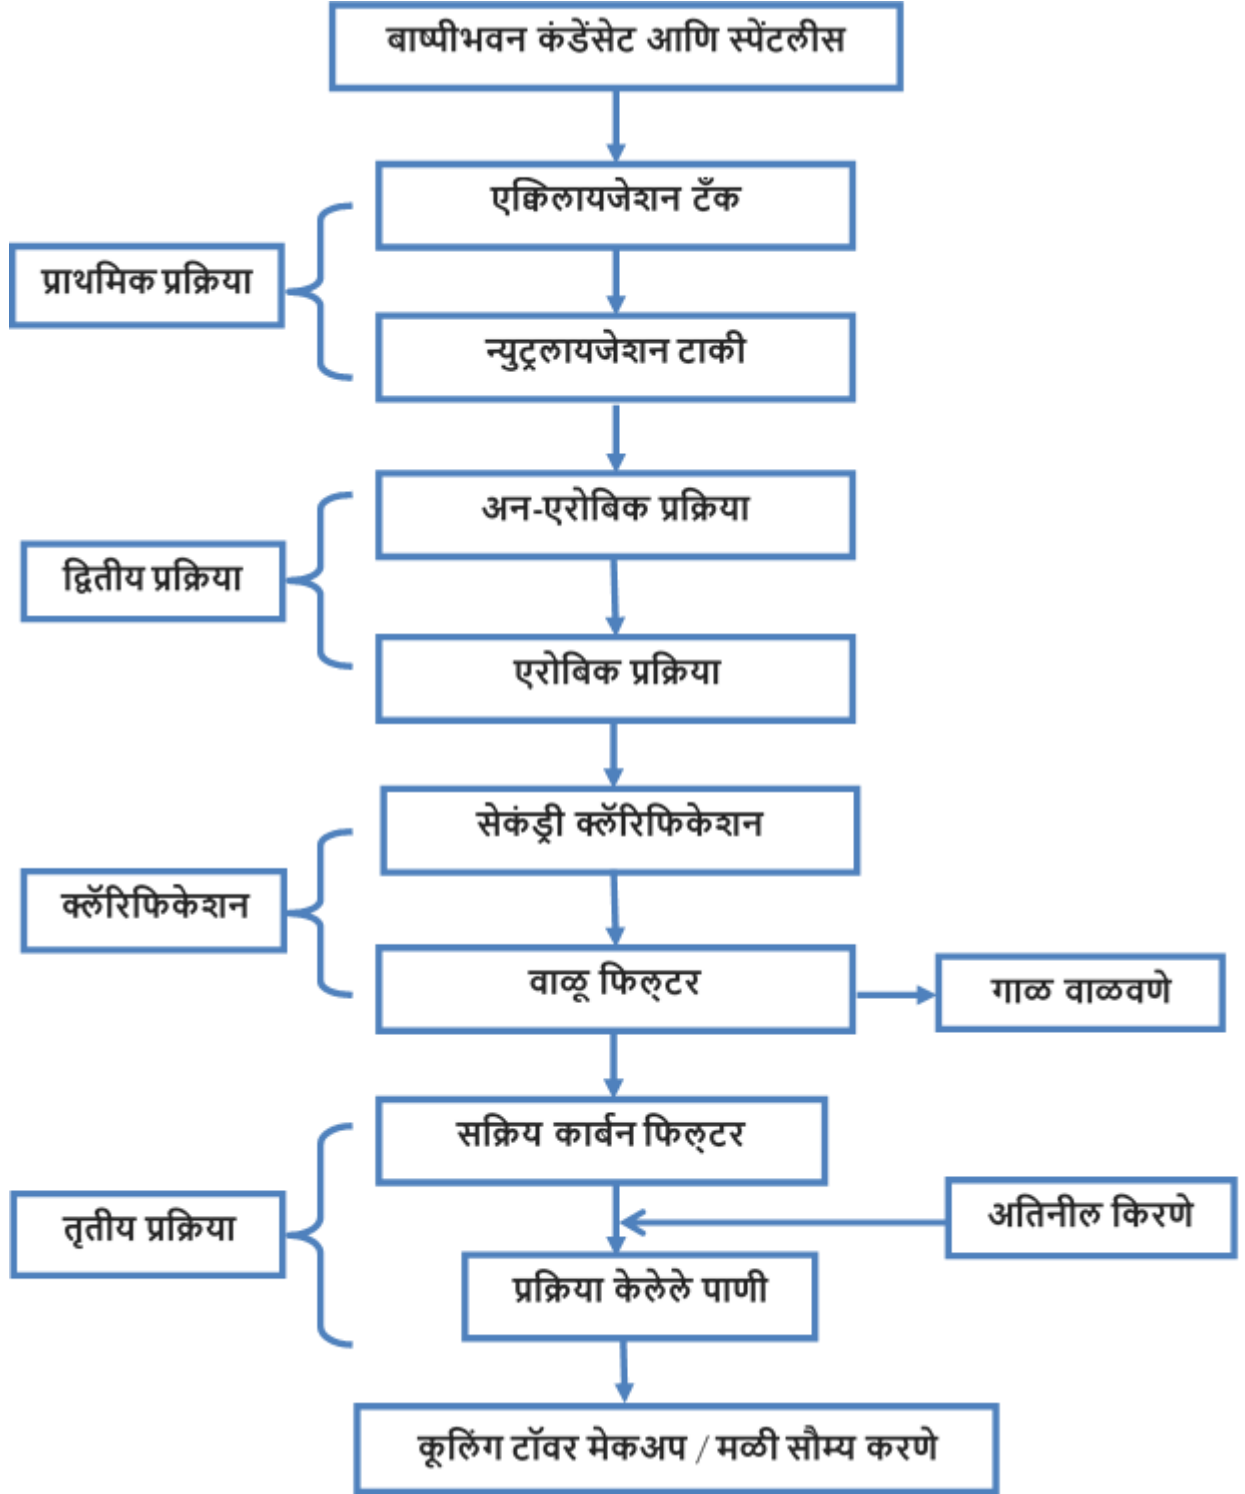 बाष्पीभवन कंडेंसेट आणि स्पेंटलीस
एक्विलायजेशन टँक
प्राथमिक प्रक्रिया
न्युट्रलायजेशन टाकी
अन-एरोबिक प्रक्रिया
द्वितीय प्रक्रिया
एरोबिक प्रक्रिया
सेकंड्री क्लॅरिफिकेशन
क्लॅरिफिकेशन
वाळू फिल्टर
गाळ वाळवणे
सक्रिय कार्बन फिल्टर
तृतीय प्रक्रिया
अतिनील किरणे
प्रक्रिया केलेले पाणी
कूलिंग टॉवर मेकअप / मळी सौम्य करणे